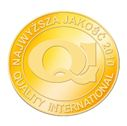 NAJWYŻSZA JAKOŚĆ 2010
QI
QUALITY INTERNATIONAL